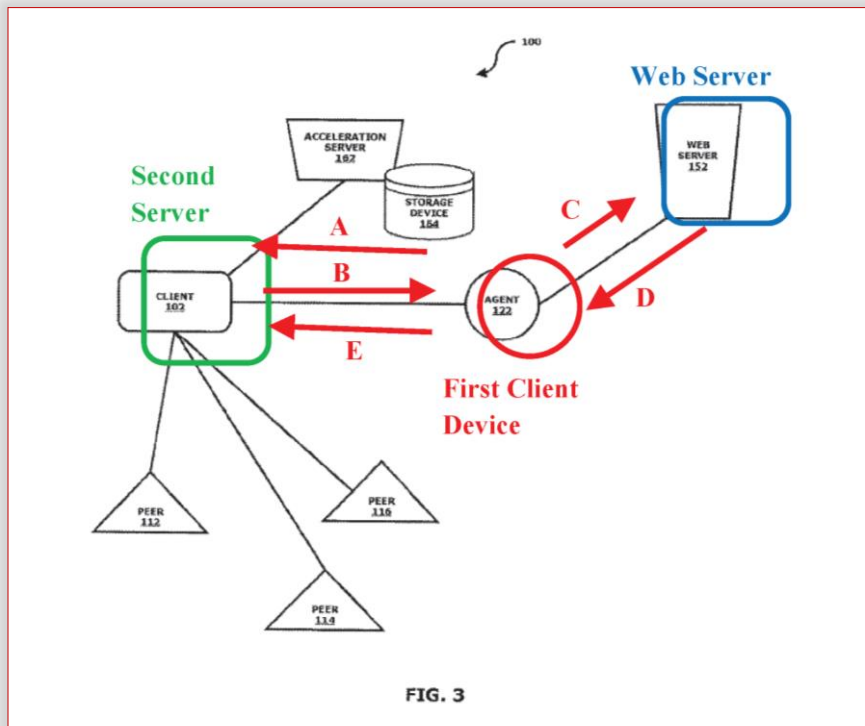 100
Web Server
ACCELERATION
SERVER
162
WEB
SERVER
152
Second
Server
STORAGE
DEVICE
164
C
A
B
CLIENT
102
AGENT
122
D
E
First Client
Device
PEER
112
PEER
116
PEER
114
FIG. 3